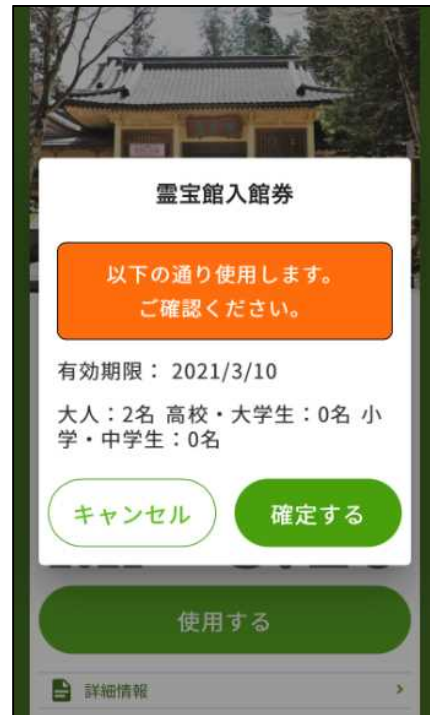 霊宝館入館券
以下の通り使用します。
ご確認ください。
有効期限： 2021/3/10
大人：2名 高校・大学生：0名 小
学・中学生：0名
キャンセル
確定する
使用する
詳細情報